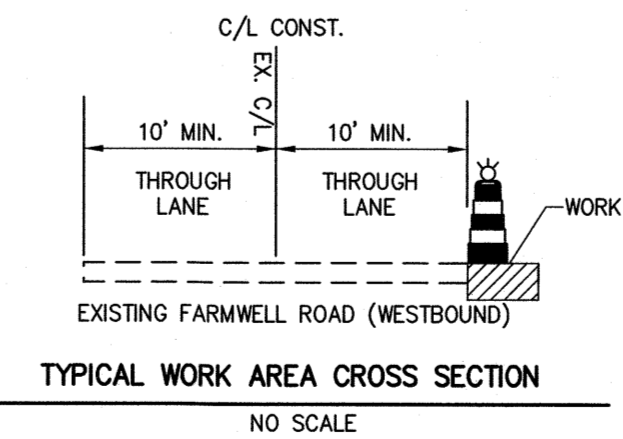 C/L CONST.
EX. C/L
10' MIN.
10' MIN.
THROUGH
LANE
THROUGH
LANE
WORK
EXISTING FARMWELL ROAD (WESTBOUND)
TYPICAL WORK AREA CROSS SECTION
NO SCALE